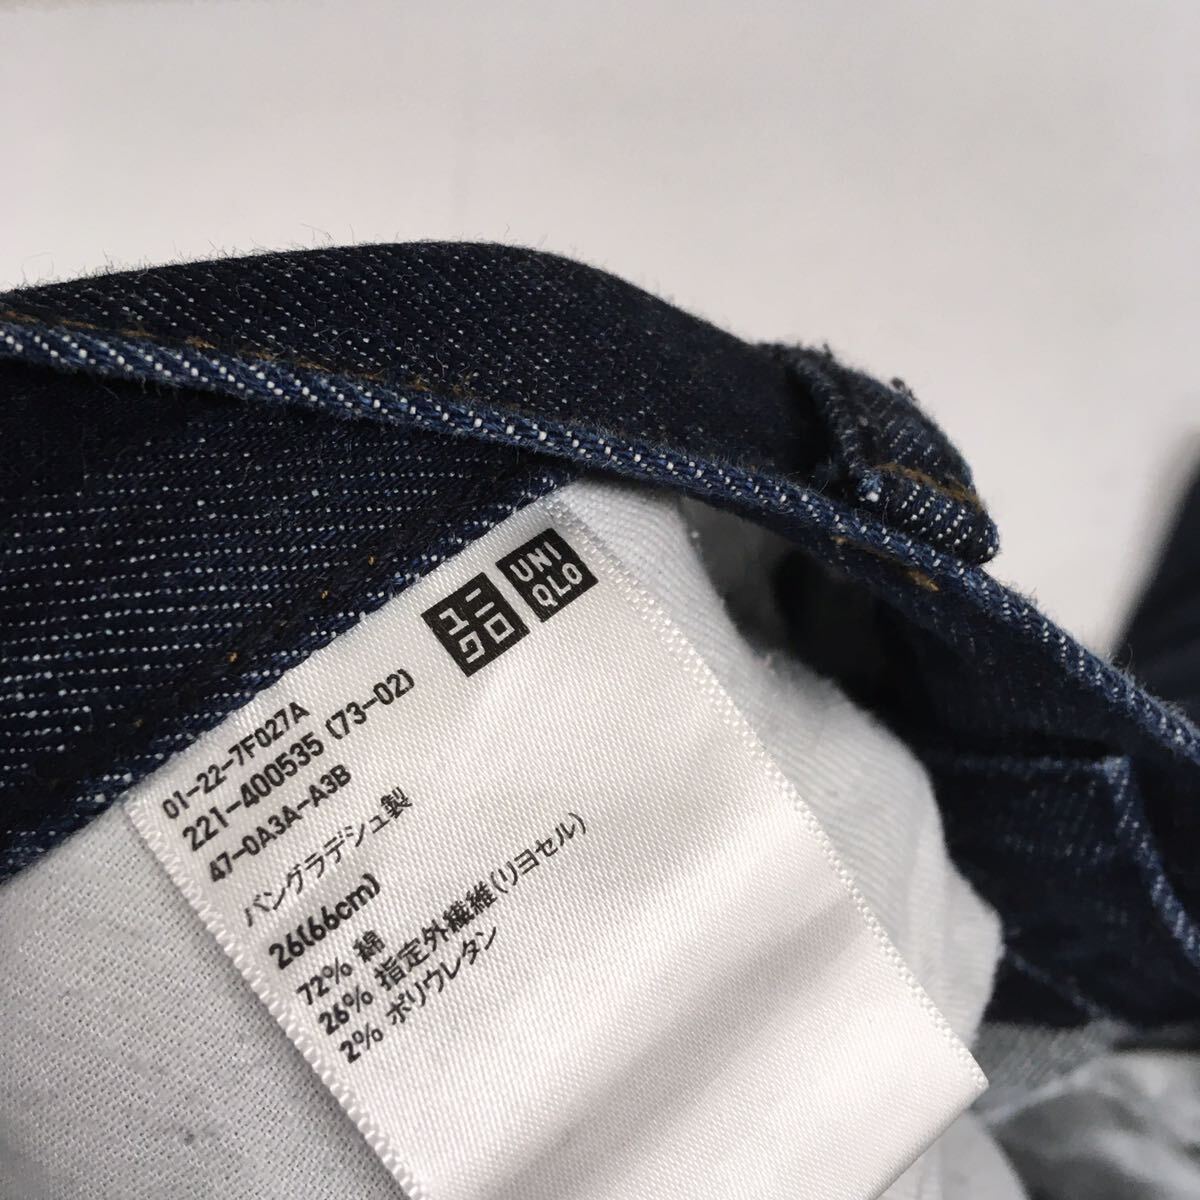 ユニ
クロ
UNI
QLO
01-22-7F027A
221-400535 (73-02)
47-0A3A-A3B
バングラデシュ製
26(66cm)
72% 綿
26% 指定外繊維(リヨセル)
2% ポリウレタン